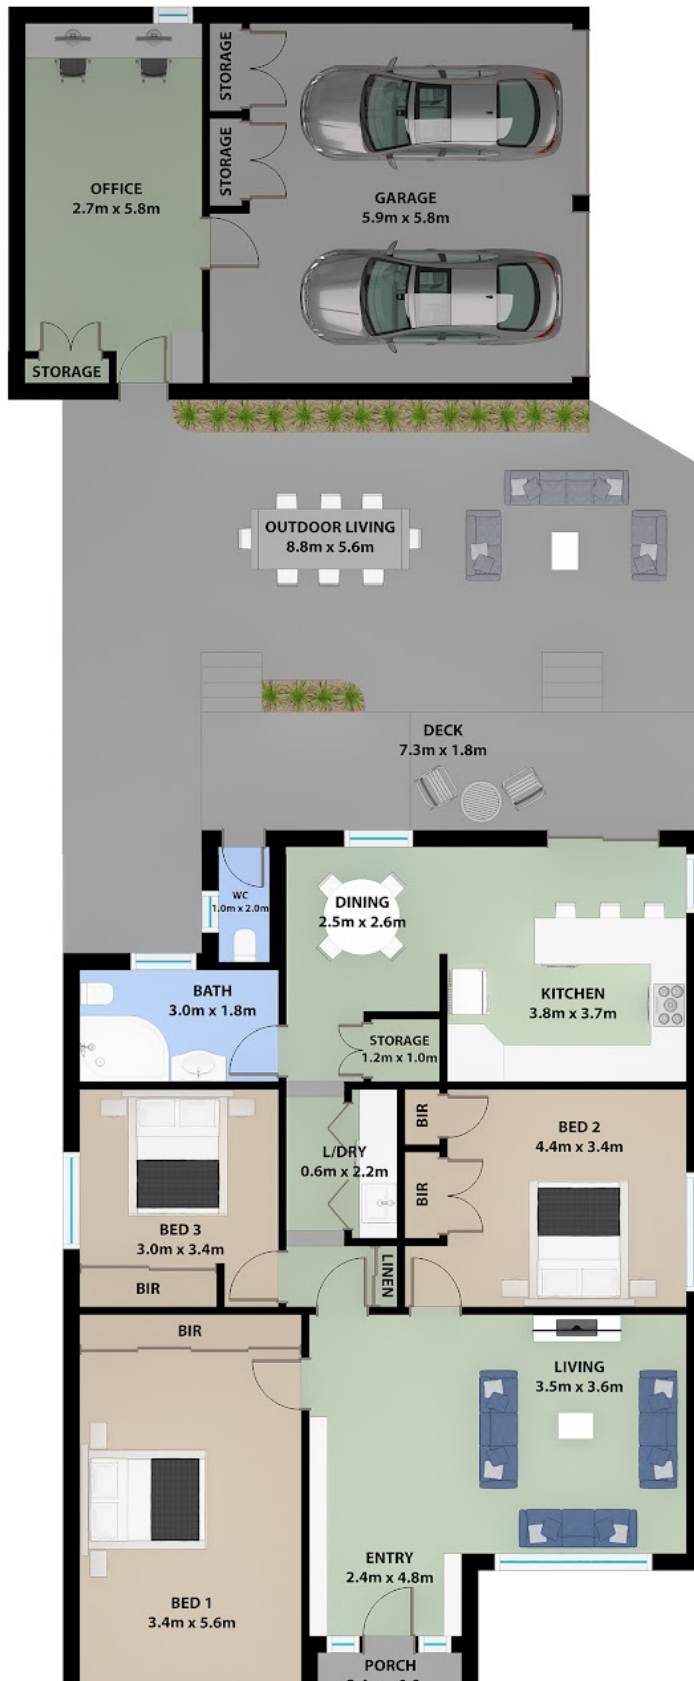 STORAGE
STORAGE
OFFICE
2.7m x 5.8m
GARAGE
5.9m x 5.8m
STORAGE
OUTDOOR LIVING
8.8m x 5.6m
DECK
7.3m x 1.8m
WC
1.0m x 2.0m
DINING
2.5m x 2.6m
BATH
3.0m x 1.8m
KITCHEN
3.8m x 3.7m
STORAGE
1.2m x 1.0m
BIR
BED 2
4.4m x 3.4m
L/DRY
0.6m x 2.2m
BIR
BED 3
3.0m x 3.4m
BIR
LINEN
BIR
LIVING
3.5m x 3.6m
ENTRY
2.4m x 4.8m
BED 1
3.4m x 5.6m
PORCH